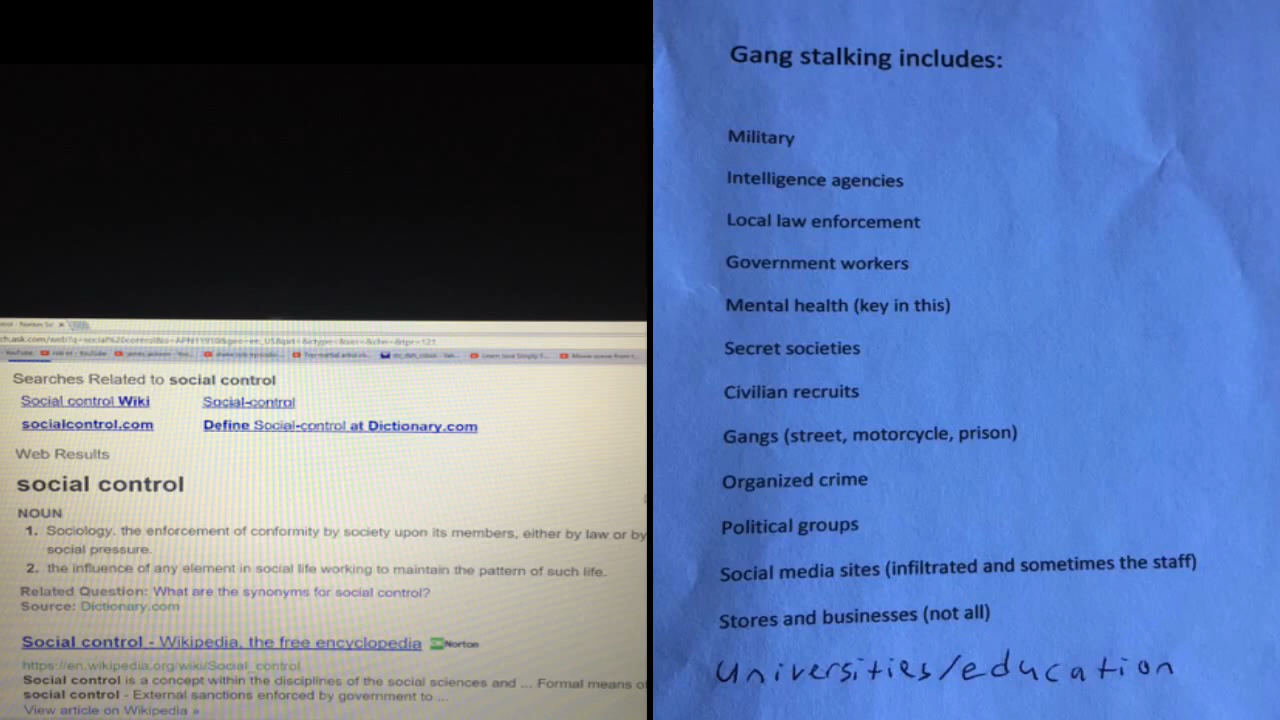 Searches Related to social control
Social control Wiki
Social-control
socialcontrol.com
Define Social-control at Dictionary.com
Web Results
social control
NOUN
1. Sociology. the enforcement of conformity by society upon its members, either by law or by
social pressure.
2. the influence of any element in social life working to maintain the pattern of such life.
Related Question: What are the synonyms for social control?
Source: Dictionary.com
Social control - Wikipedia, the free encyclopedia Norton
https://en.wikipedia.org/wiki/Social_control
Social control is a concept within the disciplines of the social sciences and ... Formal means of
social control - External sanctions enforced by government to ...
View article on Wikipedia »
Gang stalking includes:
Military
Intelligence agencies
Local law enforcement
Government workers
Mental health (key in this)
Secret societies
Civilian recruits
Gangs (street, motorcycle, prison)
Organized crime
Political groups
Social media sites (infiltrated and sometimes the staff)
Stores and businesses (not all)
universities/education